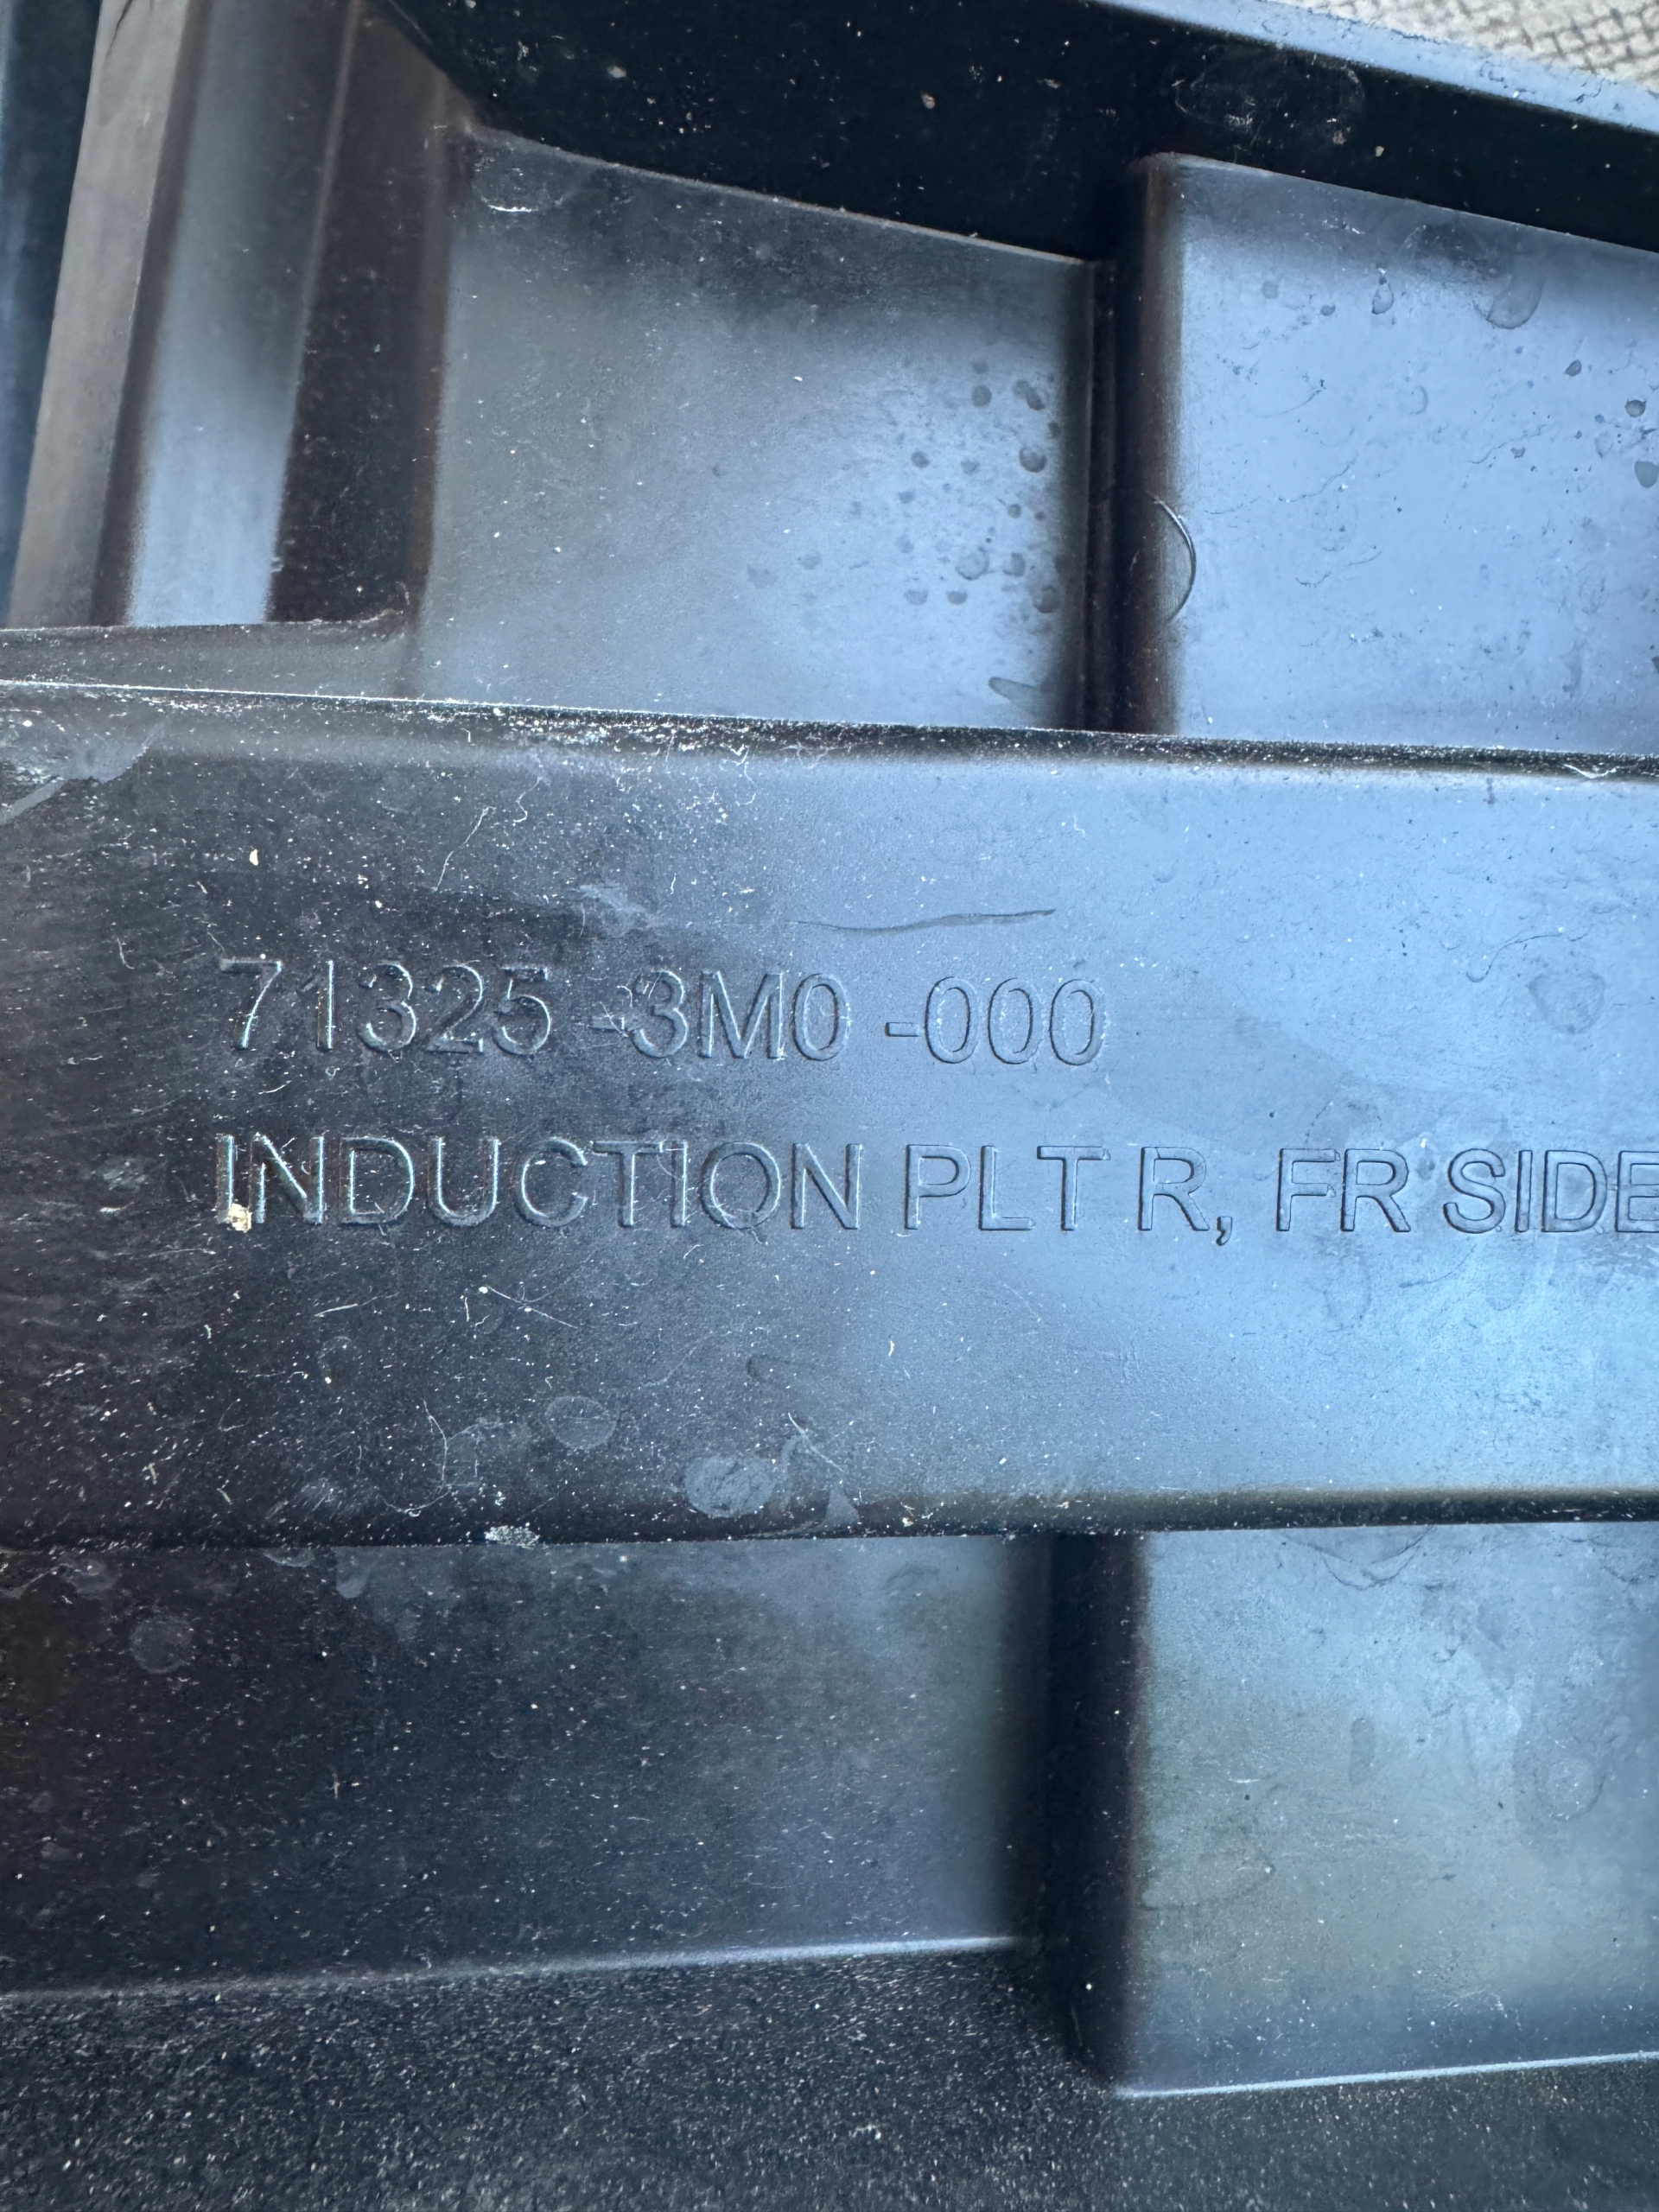 71325-3M0-000
INDUCTION PLT R, FR SIDE